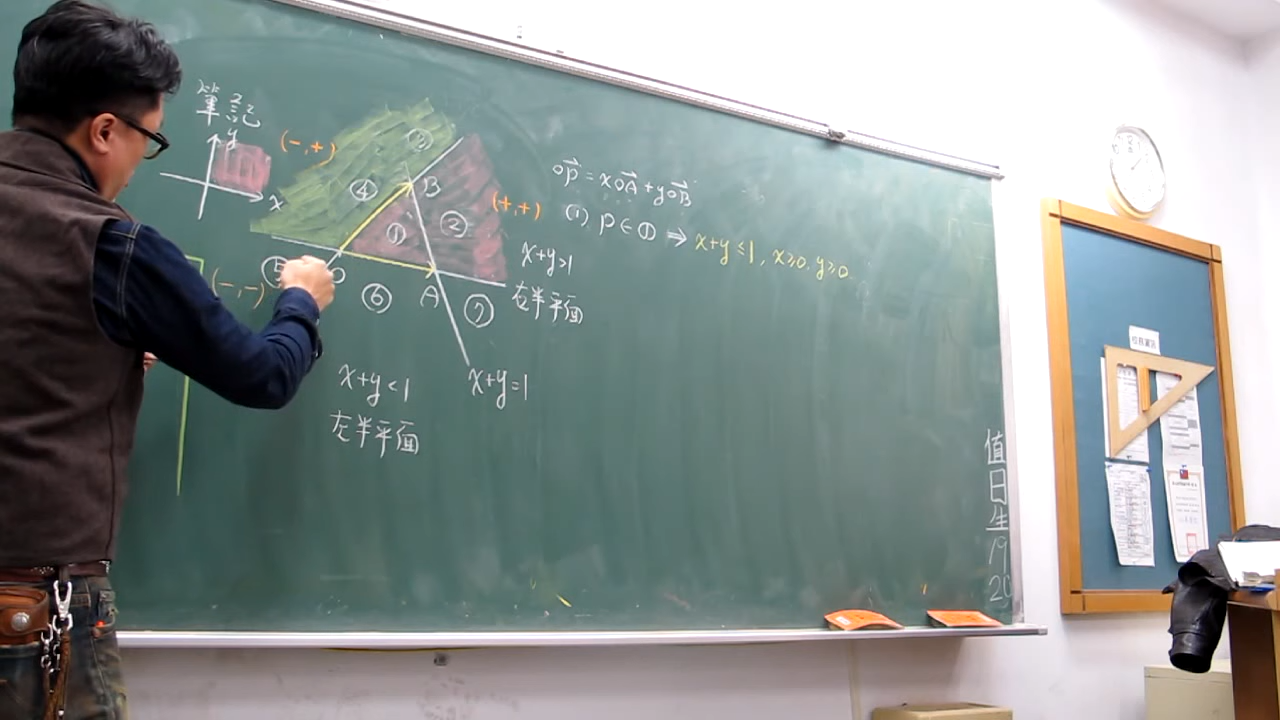 筆記
y
x
(-,+)
③
④
B
①
②
(+,+)
⑤
(-,-)
O
⑥
A
⑦
x+y>1
左半平面
x+y<1
左半平面
x+y=1
OP = xOA + yOB
(1) P∈① ⇒ x+y≤1, x≥0, y≥0.
值日生
19
20